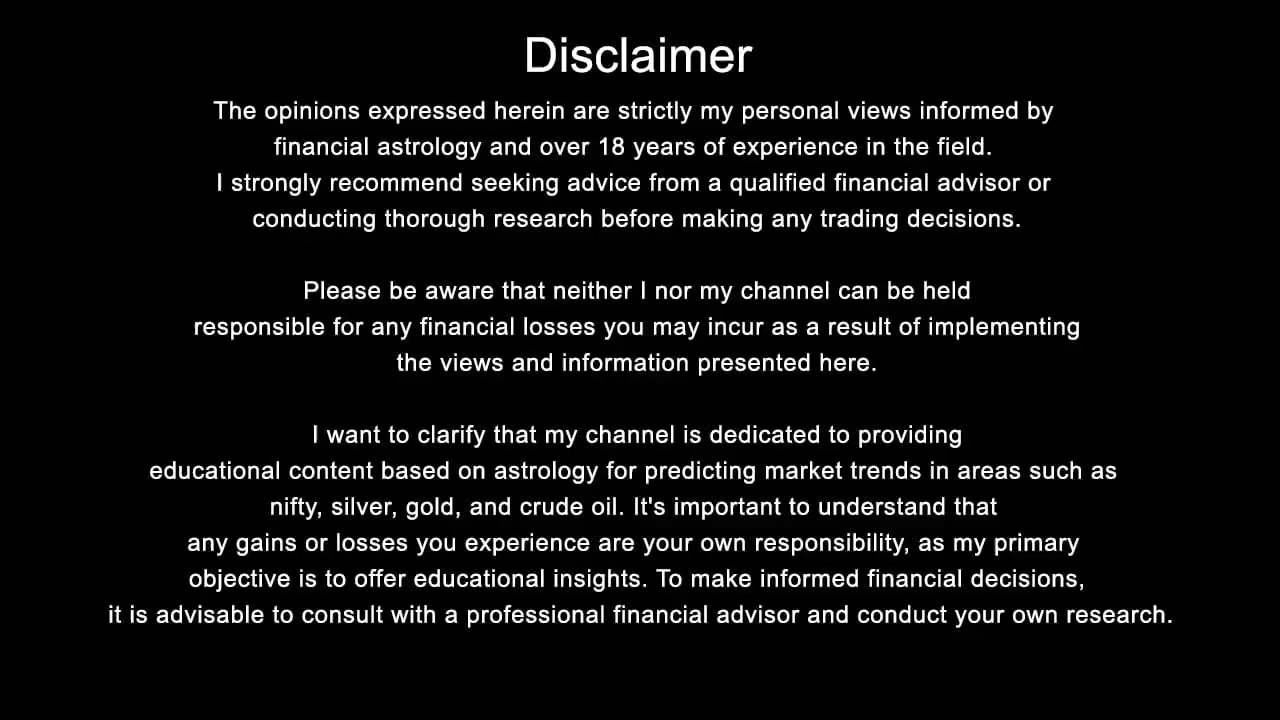 Disclaimer
The opinions expressed herein are strictly my personal views informed by
financial astrology and over 18 years of experience in the field.
I strongly recommend seeking advice from a qualified financial advisor or
conducting thorough research before making any trading decisions.
Please be aware that neither I nor my channel can be held
responsible for any financial losses you may incur as a result of implementing
the views and information presented here.
I want to clarify that my channel is dedicated to providing
educational content based on astrology for predicting market trends in areas such as
nifty, silver, gold, and crude oil. It's important to understand that
any gains or losses you experience are your own responsibility, as my primary
objective is to offer educational insights. To make informed financial decisions,
it is advisable to consult with a professional financial advisor and conduct your own research.